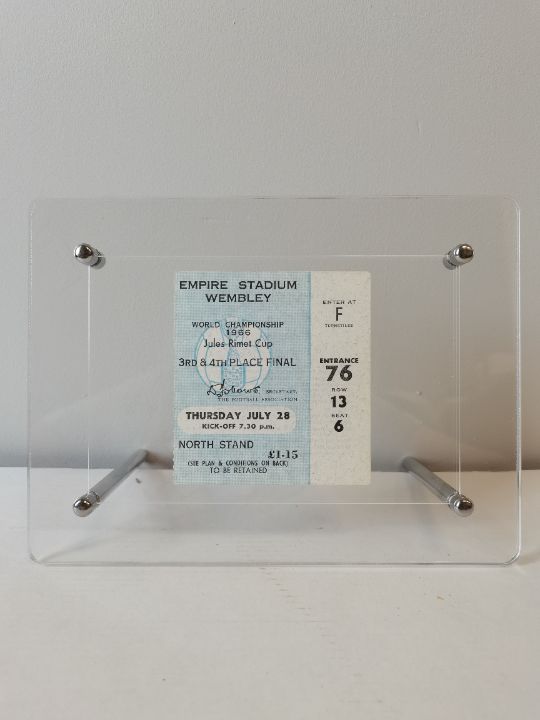 EMPIRE STADIUM
WEMBLEY
WORLD CHAMPIONSHIP
1966
Jules Rimet Cup
3RD & 4TH PLACE FINAL
SECRETARY,
THE FOOTBALL ASSOCIATION
THURSDAY JULY 28
KICK-OFF 7.30 p.m.
NORTH STAND
£1·15
(SEE PLAN & CONDITIONS ON BACK)
TO BE RETAINED
ENTER AT
F
TURNSTILES
ENTRANCE
76
ROW
13
SEAT
6